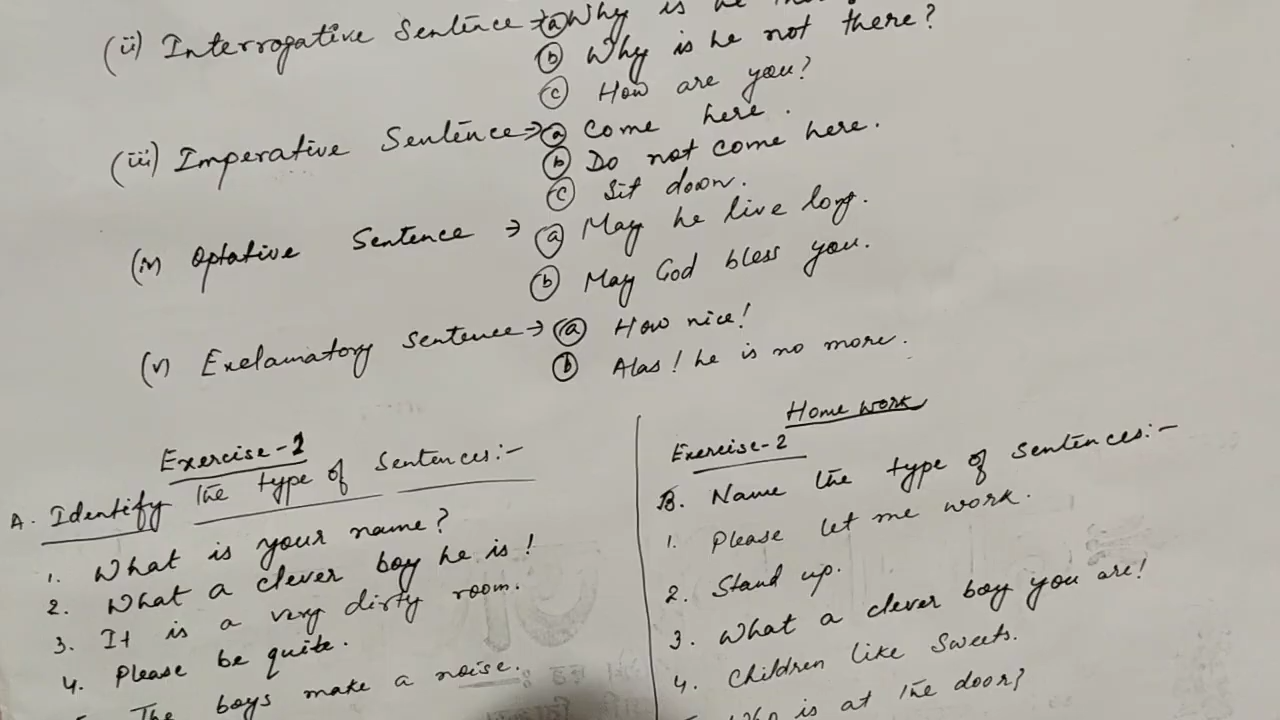 (ii) Interrogative Sentence → (a) Why is he
(b) Why is he not there?
(c) How are you?
(iii) Imperative Sentence → (a) Come here.
(b) Do not come here.
(c) Sit down.
(iv) Optative Sentence → (a) May he live long.
(b) May God bless you.
(v) Exclamatory Sentence → (a) How nice!
(b) Alas! he is no more.
Exercise-1
A. Identify the type of Sentences:-
1. What is your name?
2. What a clever boy he is!
3. It is a very dirty room.
4. Please be quite.
The boys make a noise.
Home work
Exercise-2
B. Name the type of Sentences:-
1. Please let me work.
2. Stand up.
3. What a clever boy you are!
4. Children like Sweets.
Who is at the door?